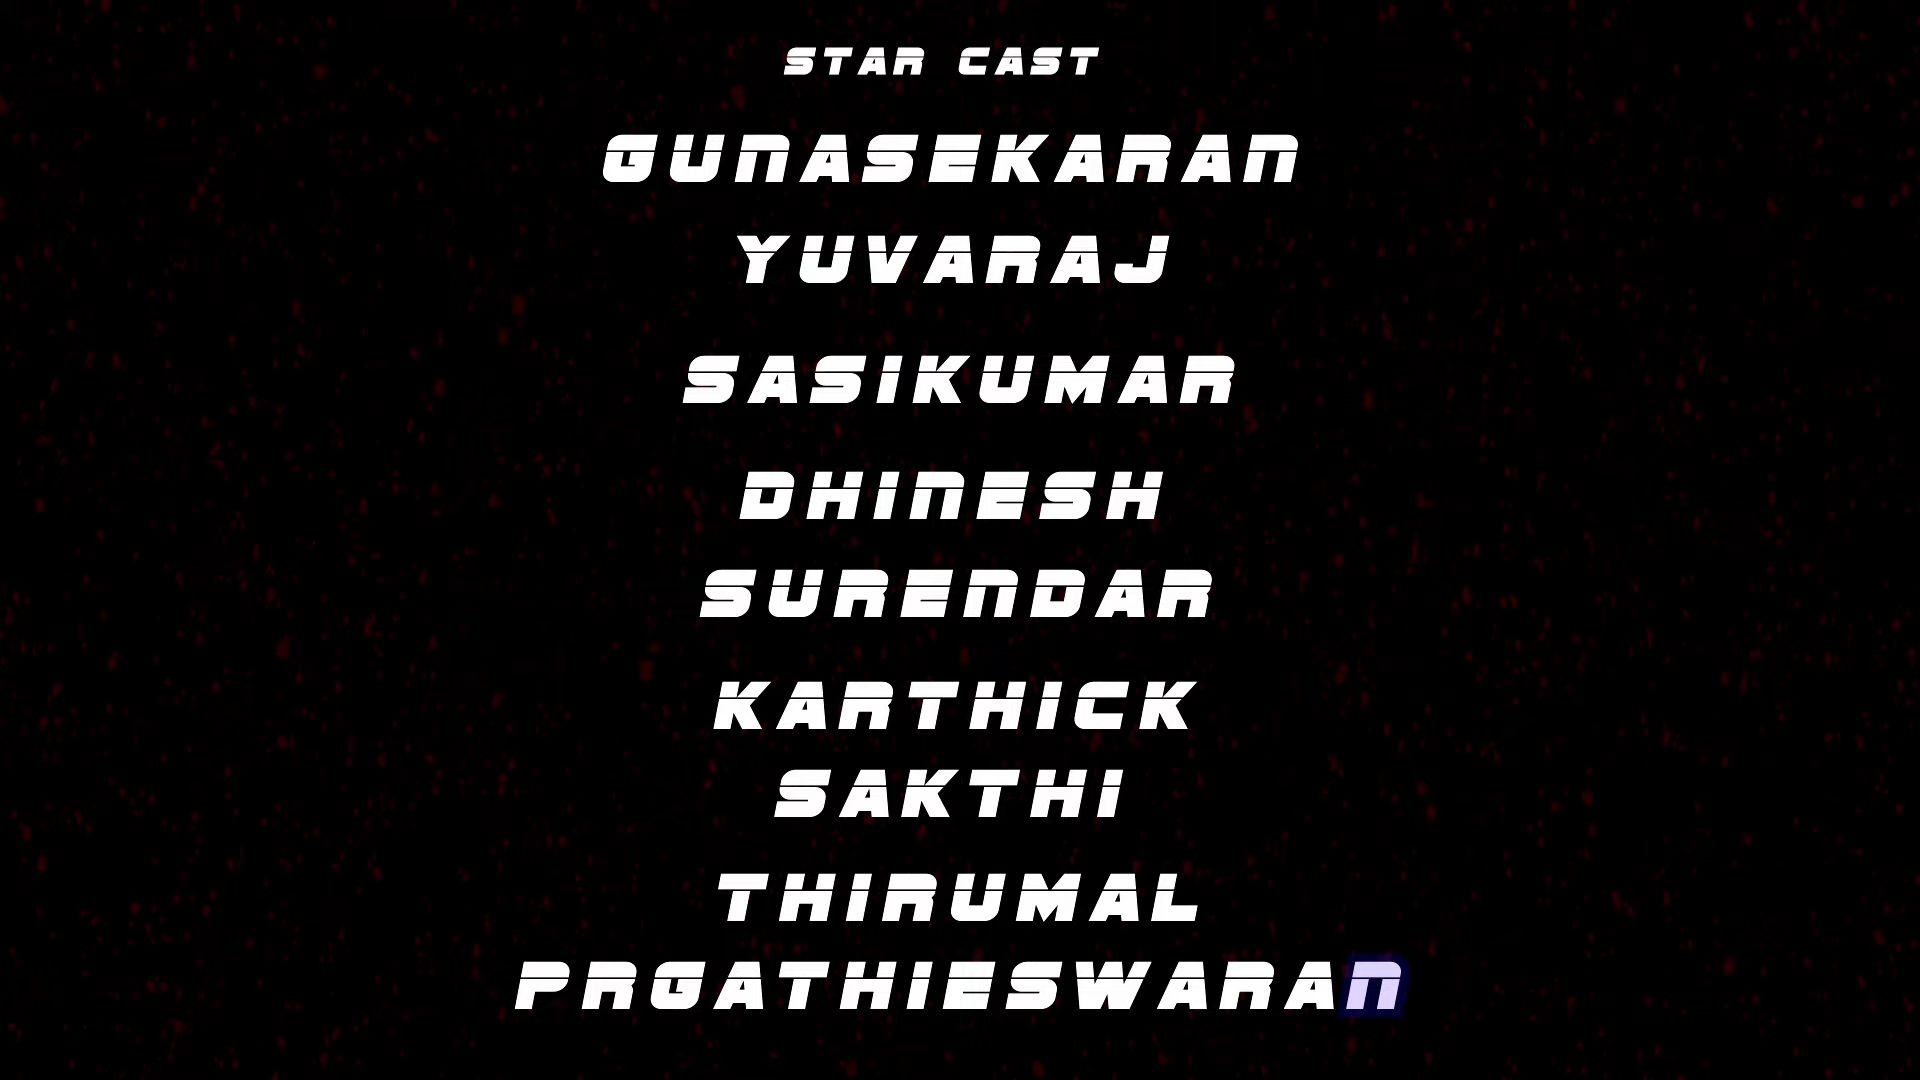 STAR CAST
GUNASEKARAN
YUVARAJ
SASIKUMAR
DHINESH
SURENDAR
KARTHICK
SAKTHI
THIRUMAL
PRGATHIESWARAN